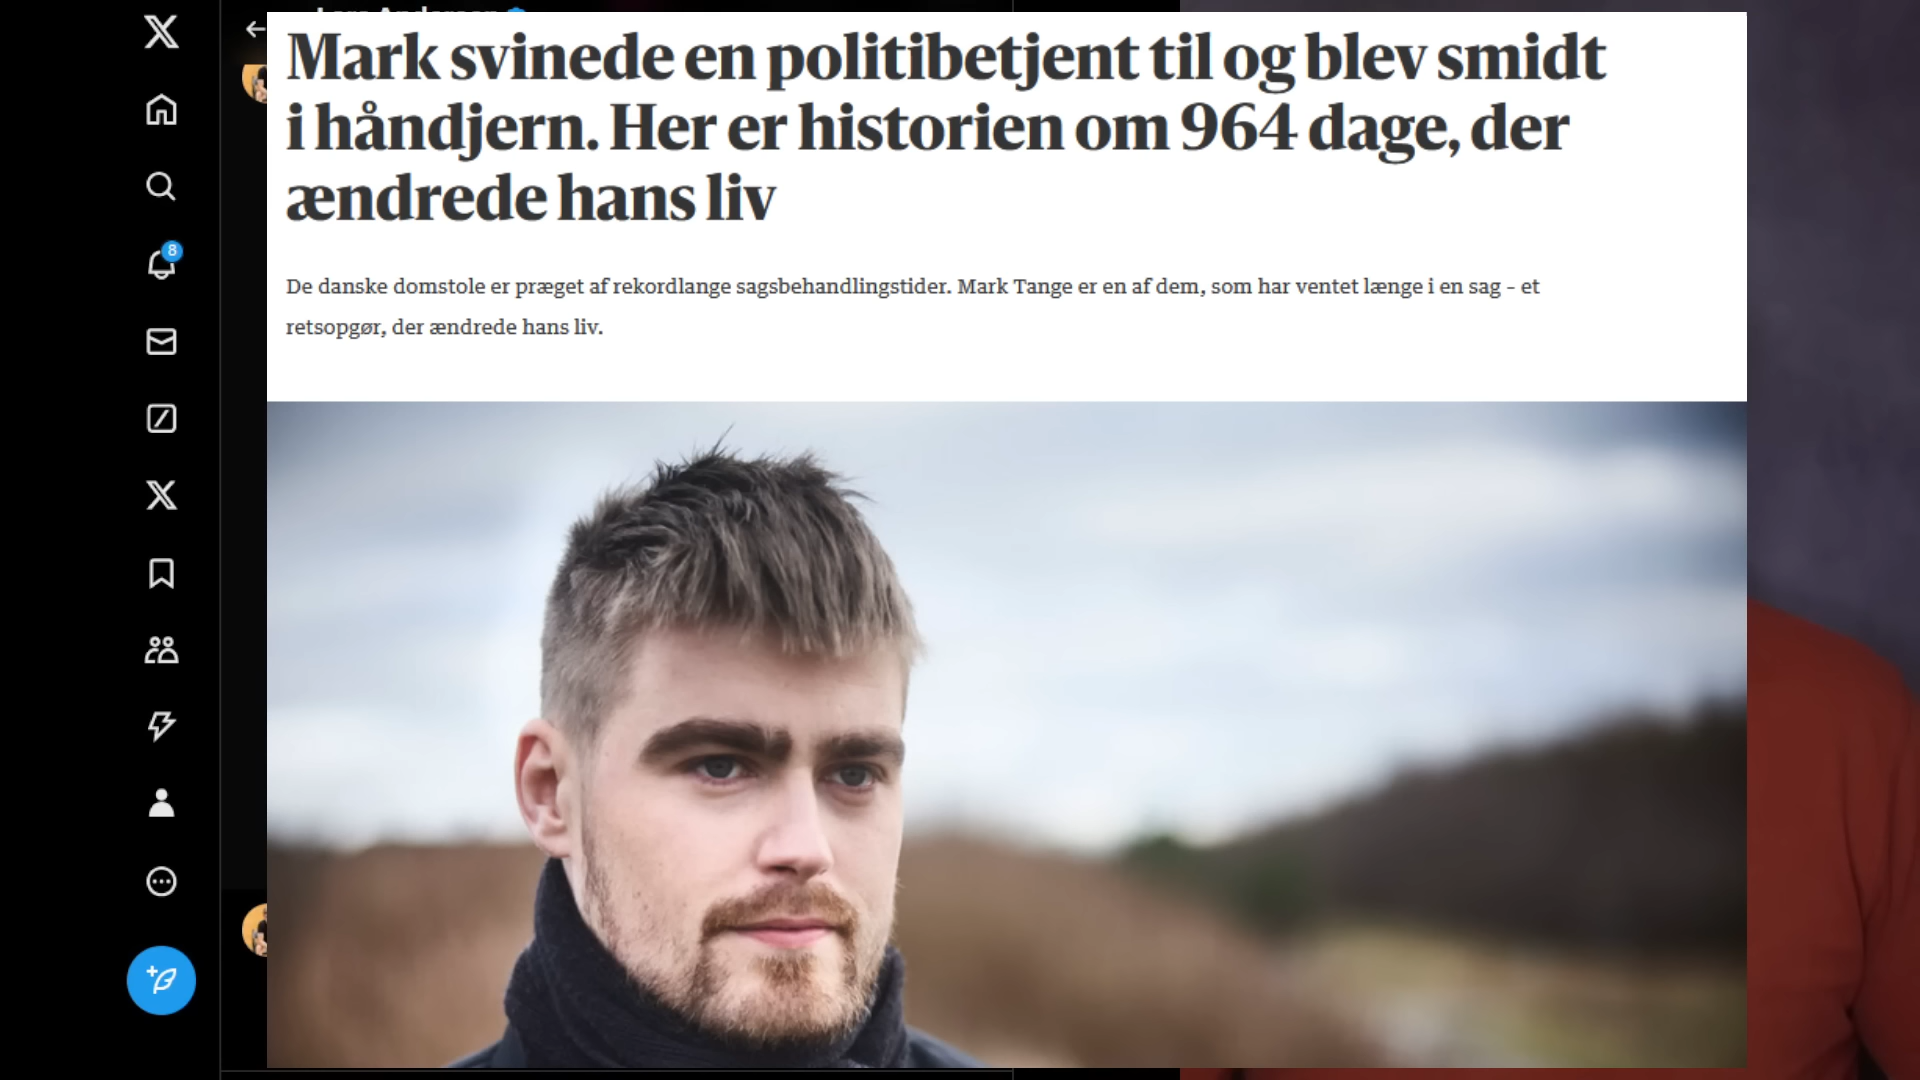 Mark svinede en politibetjent til og blev smidt
i håndjern. Her er historien om 964 dage, der
ændrede hans liv
De danske domstole er præget af rekordlange sagsbehandlingstider. Mark Tange er en af dem, som har ventet længe i en sag – et
retsopgør, der ændrede hans liv.
8